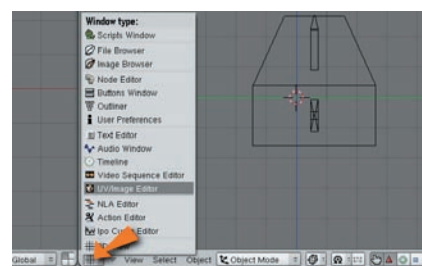 Window type:
Scripts Window
File Browser
Image Browser
Node Editor
Buttons Window
Outliner
User Preferences
Text Editor
Audio Window
Timeline
Video Sequence Editor
UV/Image Editor
NLA Editor
Action Editor
Ipo Curve Editor
Global
View Select Object Object Mode